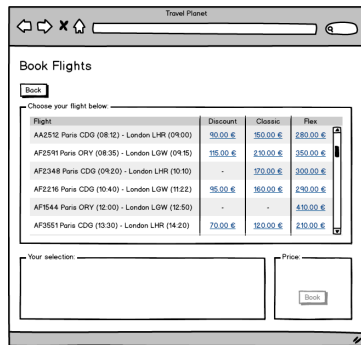 Travel Planet
Book Flights
Back
Choose your flight below:
Flight Discount Classic Flex
AA2512 Paris CDG (08:12) - London LHR (09:00) 90.00 € 150.00 € 280.00 €
AF2591 Paris ORY (08:35) - London LGW (09:15) 115.00 € 210.00 € 350.00 €
AF2348 Paris CDG (09:20) - London LHR (10:10) - 170.00 € 300.00 €
AF2216 Paris CDG (10:40) - London LGW (11:22) 95.00 € 160.00 € 290.00 €
AF1544 Paris ORY (12:00) - London LGW (12:50) - - 410.00 €
AF3551 Paris CDG (13:30) - London LHR (14:20) 70.00 € 120.00 € 210.00 €
Your selection: Price:
Book